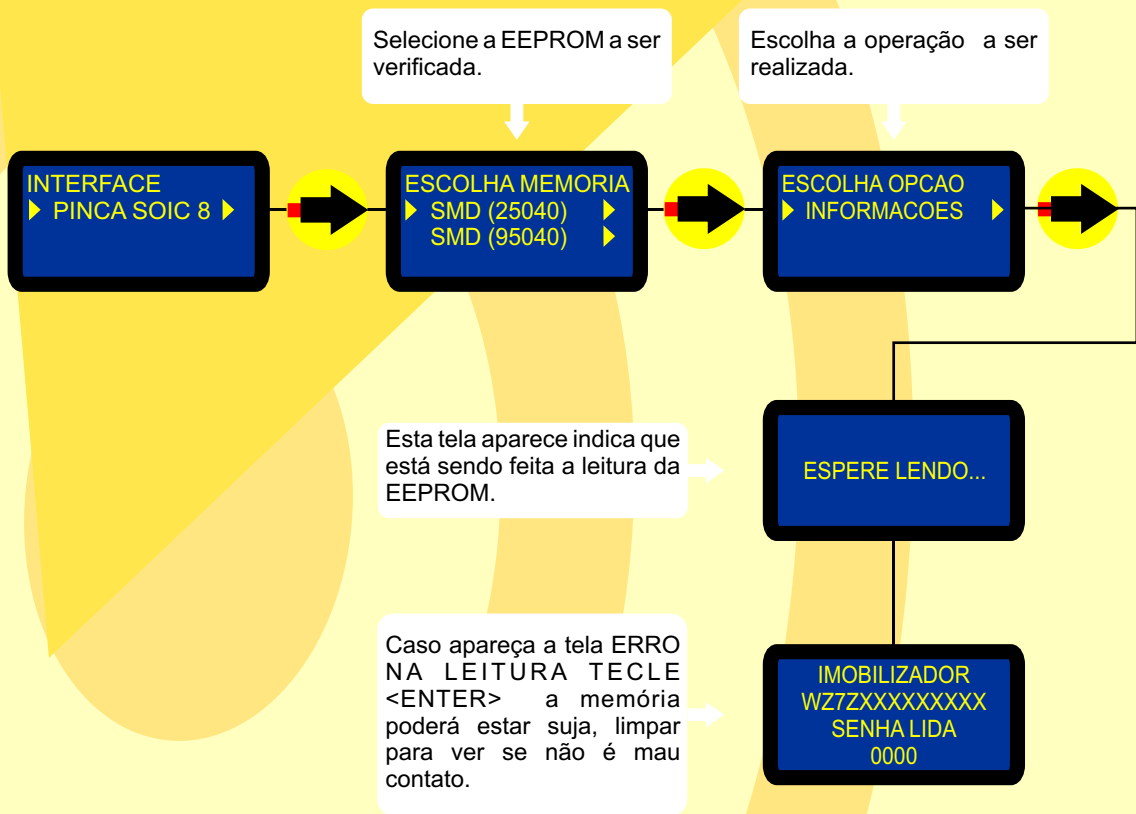 Selecione a EEPROM a ser
verificada.
Escolha a operação a ser
realizada.
INTERFACE
PINCA SOIC 8
ESCOLHA MEMORIA
SMD (25040)
SMD (95040)
ESCOLHA OPCAO
INFORMACOES
Esta tela aparece indica que
está sendo feita a leitura da
EEPROM.
ESPERE LENDO...
Caso apareça a tela ERRO
NA LEITURA TECLE
<ENTER> a memória
poderá estar suja, limpar
para ver se não é mau
contato.
IMOBILIZADOR
WZ7ZXXXXXXXXX
SENHA LIDA
0000